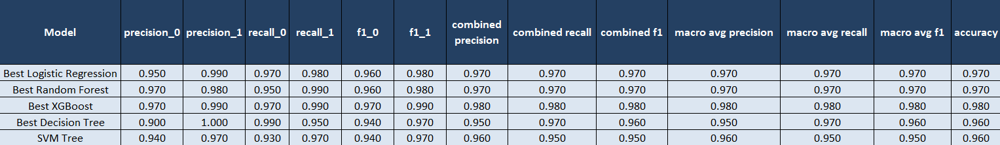 Model precision_0 precision_1 recall_0 recall_1 f1_0 f1_1 combined precision combined recall combined f1 macro avg precision macro avg recall macro avg f1 accuracy
Best Logistic Regression 0.950 0.990 0.970 0.980 0.960 0.980 0.970 0.970 0.970 0.970 0.970 0.970 0.970
Best Random Forest 0.970 0.980 0.950 0.990 0.960 0.980 0.970 0.970 0.970 0.970 0.970 0.970 0.970
Best XGBoost 0.970 0.990 0.970 0.990 0.970 0.990 0.980 0.980 0.980 0.980 0.980 0.980 0.980
Best Decision Tree 0.900 1.000 0.990 0.950 0.940 0.970 0.950 0.970 0.960 0.950 0.970 0.960 0.960
SVM Tree 0.940 0.970 0.930 0.970 0.940 0.970 0.960 0.950 0.950 0.960 0.950 0.950 0.960